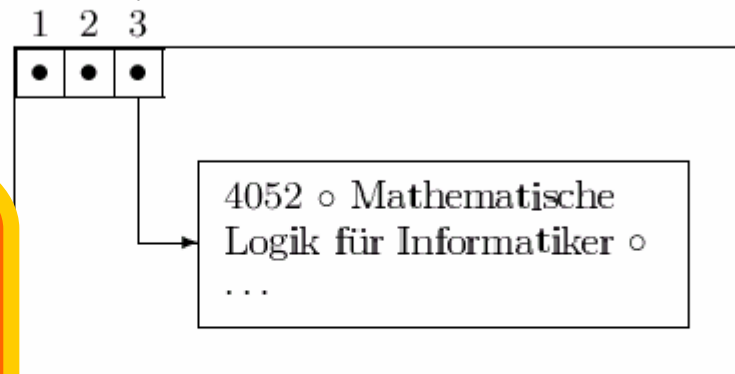 1 2 3
4052 ∘ Mathematische
Logik für Informatiker ∘
...